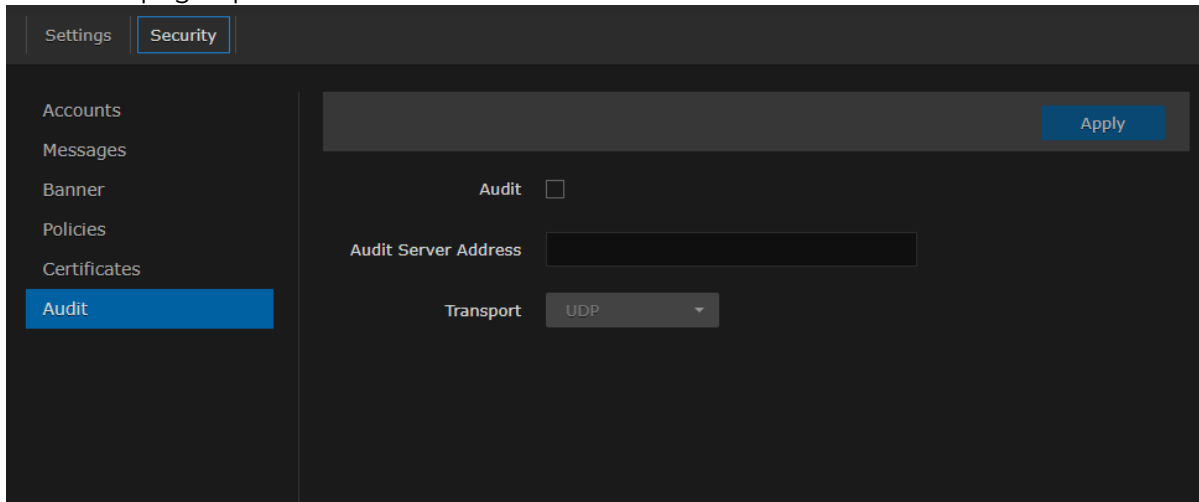 Settings
Security
Accounts
Messages
Banner
Policies
Certificates
Audit
Apply
Audit
Audit Server Address
Transport
UDP